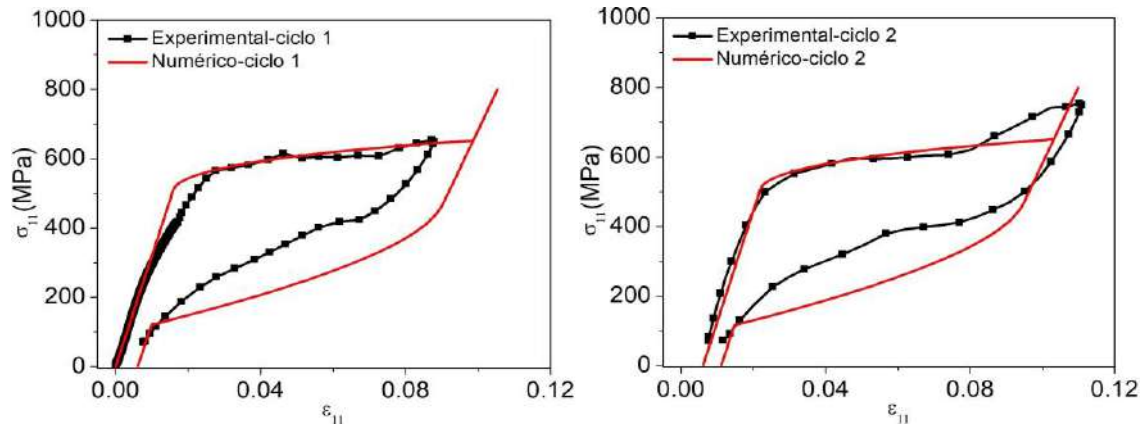 1000
800
600
400
200
0
σ11(MPa)
Experimental-ciclo 1
Numérico-ciclo 1
0.00 0.04 0.08 0.12
ε11
1000
800
600
400
200
0
σ11(MPa)
Experimental-ciclo 2
Numérico-ciclo 2
0.00 0.04 0.08 0.12
ε11